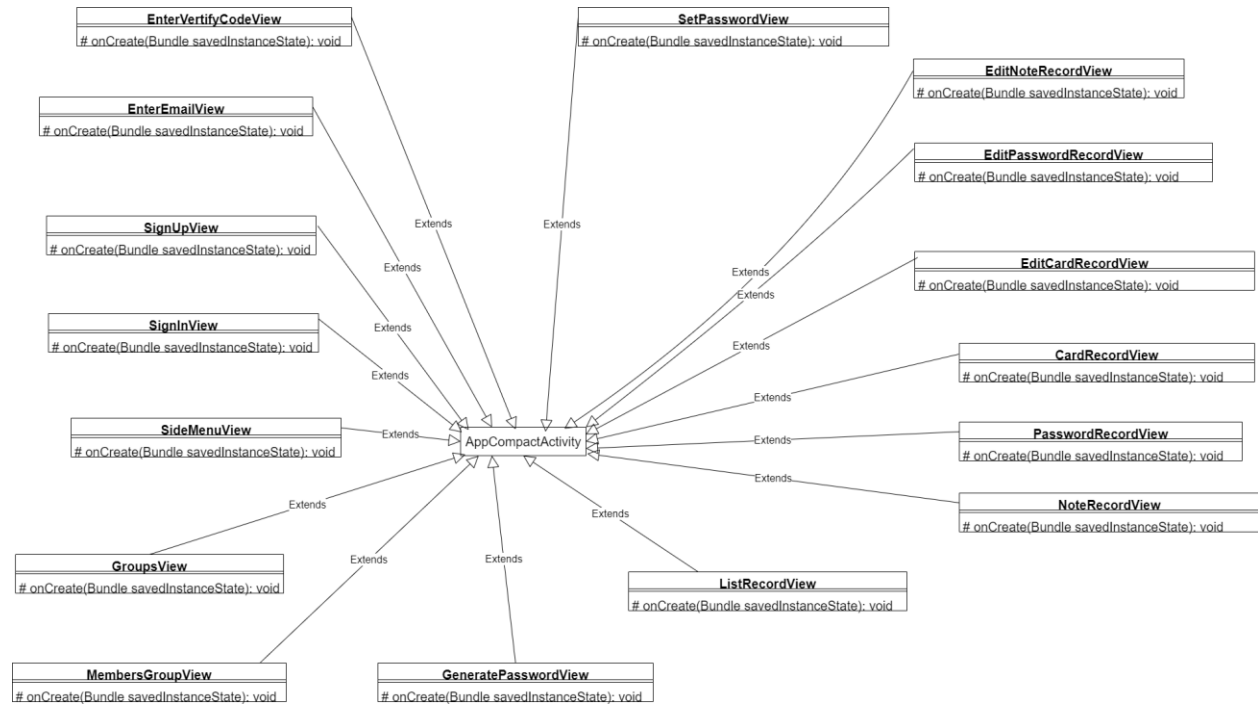 EnterVertifyCodeView
# onCreate(Bundle savedInstanceState): void
SetPasswordView
# onCreate(Bundle savedInstanceState): void
EditNoteRecordView
# onCreate(Bundle savedInstanceState): void
EnterEmailView
# onCreate(Bundle savedInstanceState): void
EditPasswordRecordView
# onCreate(Bundle savedInstanceState): void
SignUpView
# onCreate(Bundle savedInstanceState): void
Extends
Extends
EditCardRecordView
# onCreate(Bundle savedInstanceState): void
Extends
Extends
Extends
SignInView
# onCreate(Bundle savedInstanceState): void
Extends
Extends
CardRecordView
# onCreate(Bundle savedInstanceState): void
Extends
Extends
Extends
SideMenuView
# onCreate(Bundle savedInstanceState): void
Extends
AppCompactActivity
Extends
PasswordRecordView
# onCreate(Bundle savedInstanceState): void
Extends
NoteRecordView
# onCreate(Bundle savedInstanceState): void
Extends
Extends
Extends
Extends
GroupsView
# onCreate(Bundle savedInstanceState): void
ListRecordView
# onCreate(Bundle savedInstanceState): void
MembersGroupView
# onCreate(Bundle savedInstanceState): void
GeneratePasswordView
# onCreate(Bundle savedInstanceState): void